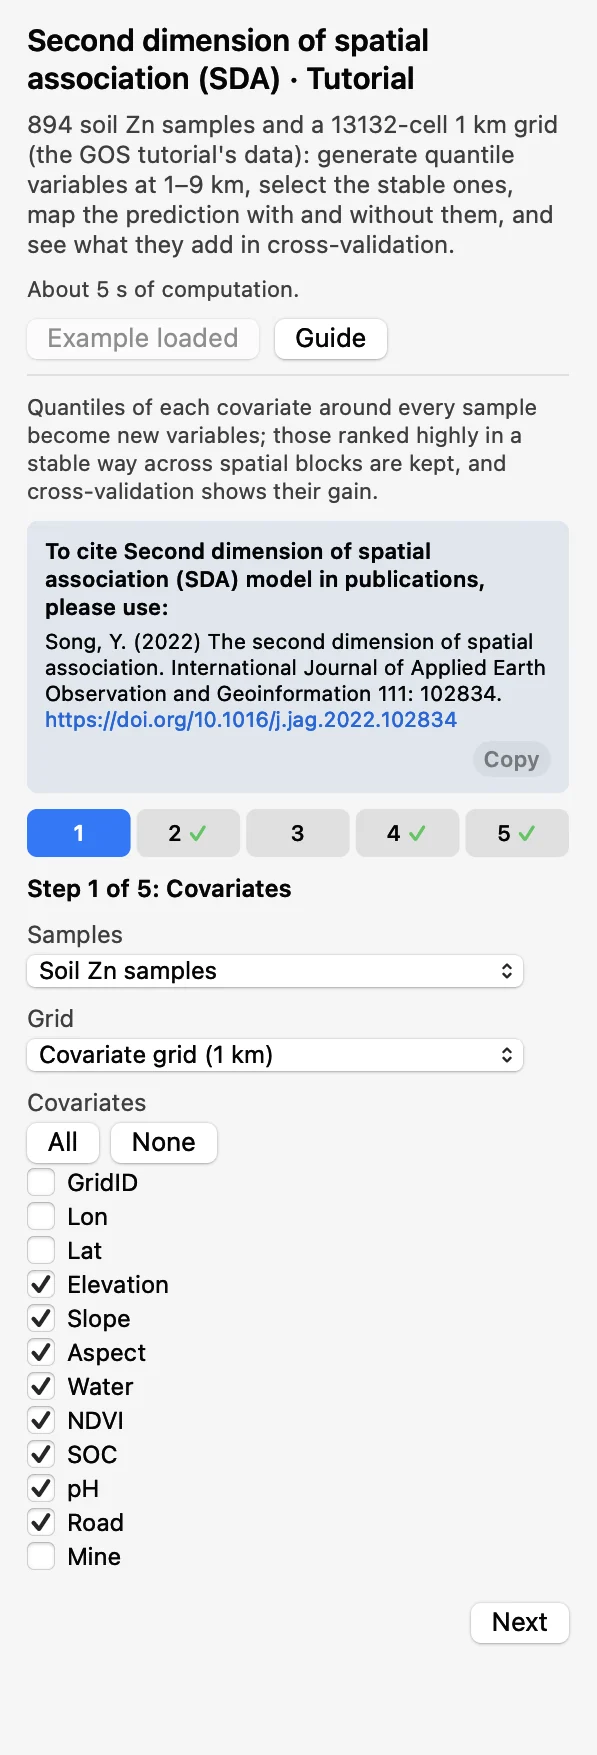 Second dimension of spatial
association (SDA) · Tutorial
894 soil Zn samples and a 13132-cell 1 km grid
(the GOS tutorial's data): generate quantile
variables at 1–9 km, select the stable ones,
map the prediction with and without them, and
see what they add in cross-validation.
About 5 s of computation.
Example loaded
Guide
Quantiles of each covariate around every sample
become new variables; those ranked highly in a
stable way across spatial blocks are kept, and
cross-validation shows their gain.
To cite Second dimension of spatial
association (SDA) model in publications,
please use:
Song, Y. (2022) The second dimension of spatial
association. International Journal of Applied Earth
Observation and Geoinformation 111: 102834.
https://doi.org/10.1016/j.jag.2022.102834
Copy
1 2 ✓ 3 4 ✓ 5 ✓
Step 1 of 5: Covariates
Samples
Soil Zn samples
Grid
Covariate grid (1 km)
Covariates
All None
GridID
Lon
Lat
Elevation
Slope
Aspect
Water
NDVI
SOC
pH
Road
Mine
Next